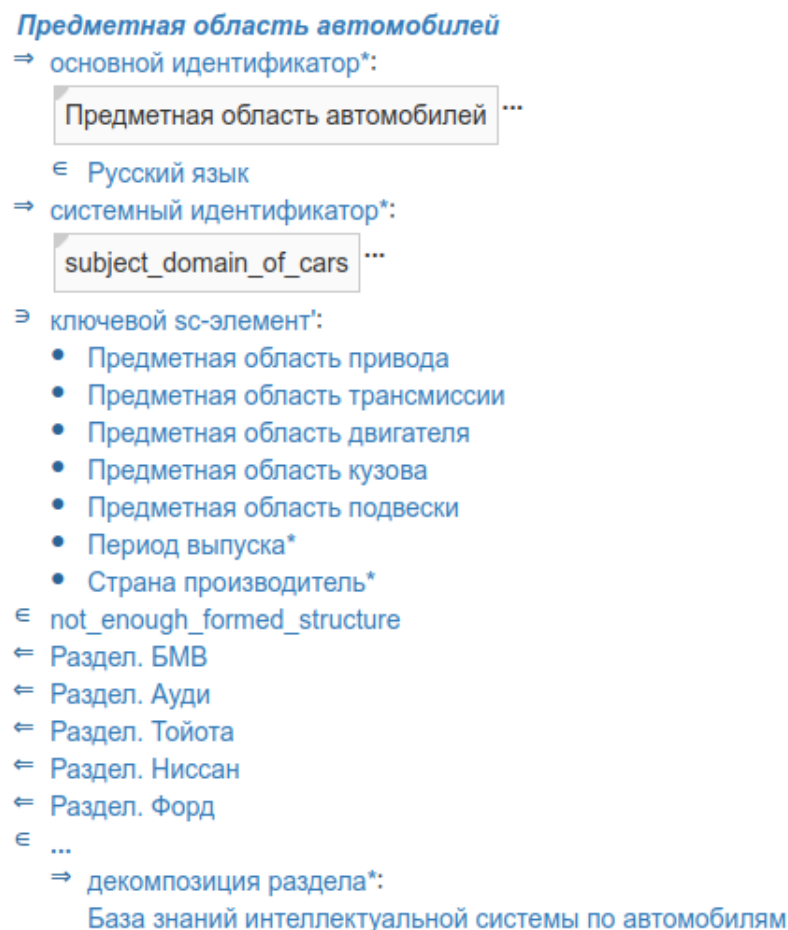 Предметная область автомобилей
⇒ основной идентификатор*:
Предметная область автомобилей ...
∈ Русский язык
⇒ системный идентификатор*:
subject_domain_of_cars ...
∋ ключевой sc-элемент':
• Предметная область привода
• Предметная область трансмиссии
• Предметная область двигателя
• Предметная область кузова
• Предметная область подвески
• Период выпуска*
• Страна производитель*
∈ not_enough_formed_structure
⇐ Раздел. БМВ
⇐ Раздел. Ауди
⇐ Раздел. Тойота
⇐ Раздел. Ниссан
⇐ Раздел. Форд
∈ ...
⇒ декомпозиция раздела*:
База знаний интеллектуальной системы по автомобилям